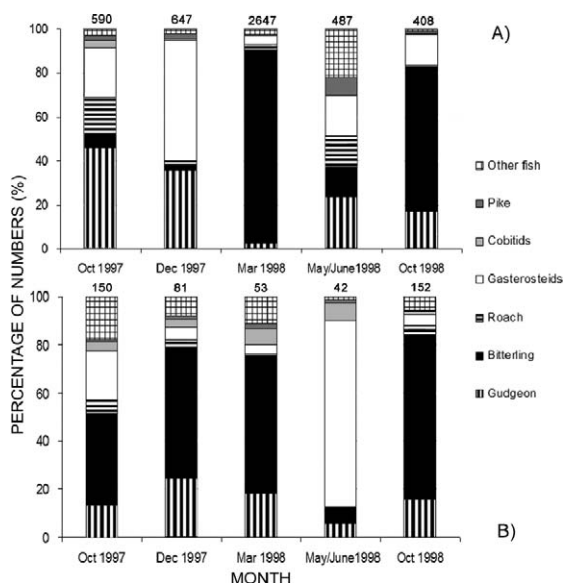 590 647 2647 487 408
A)
100
80
60
40
20
0
Oct 1997 Dec 1997 Mar 1998 May/June1998 Oct 1998
Other fish
Pike
Cobitids
Gasterosteids
Roach
Bitterling
Gudgeon
PERCENTAGE OF NUMBERS (%)
150 81 53 42 152
100
80
60
40
20
0
B)
Oct 1997 Dec 1997 Mar 1998 May/June1998 Oct 1998
MONTH